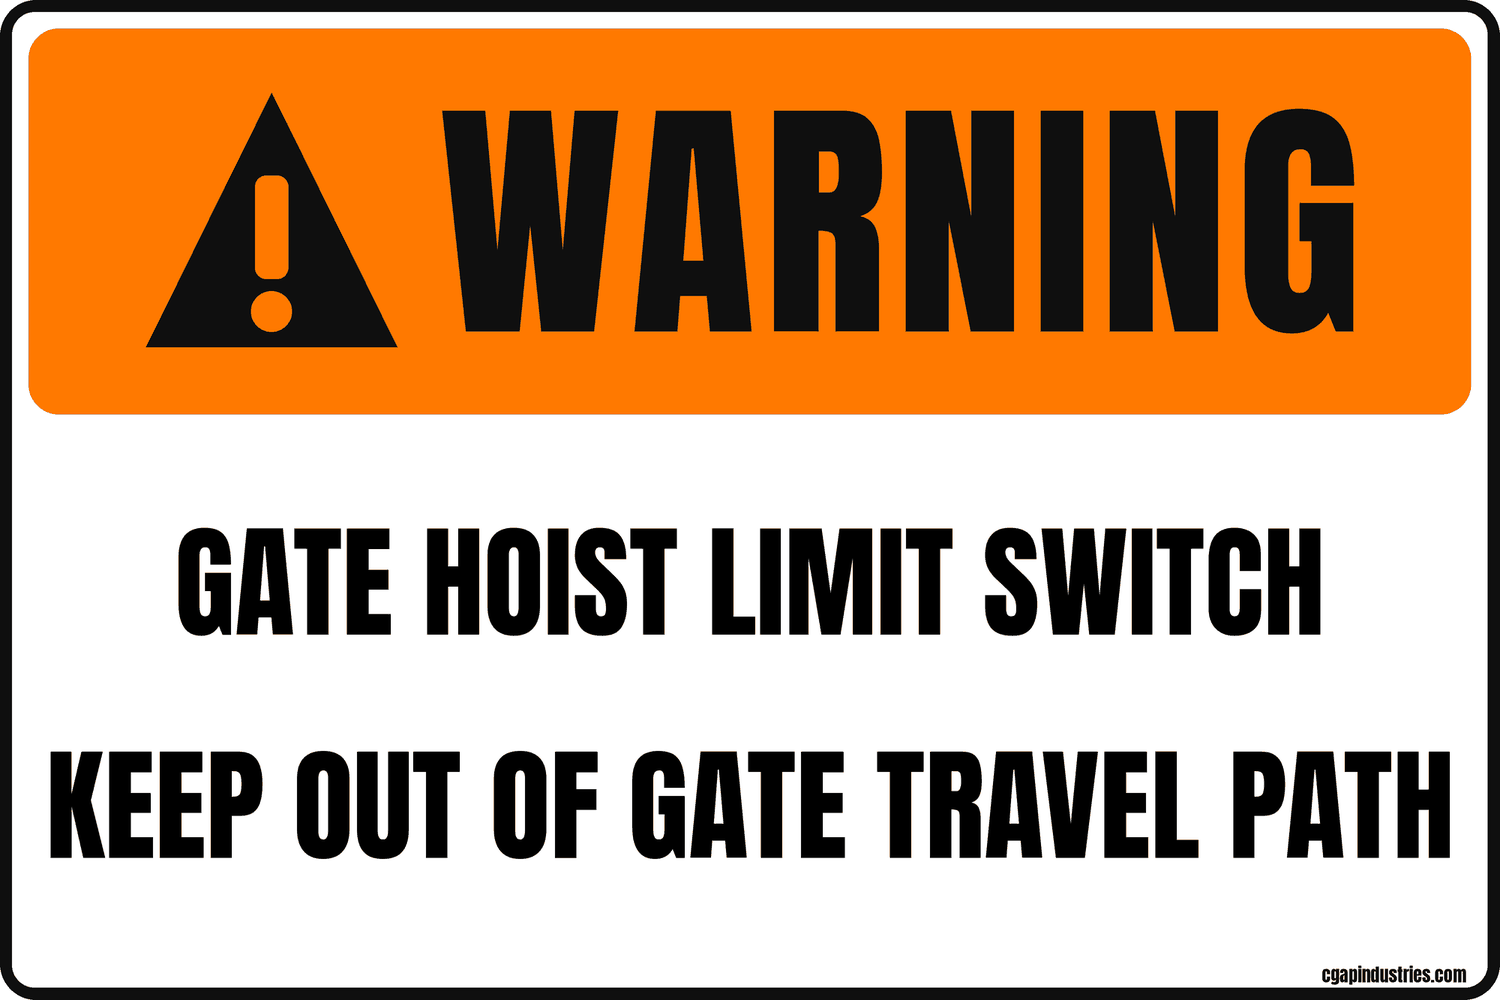 WARNING
GATE HOIST LIMIT SWITCH
KEEP OUT OF GATE TRAVEL PATH
cgapindustries.com